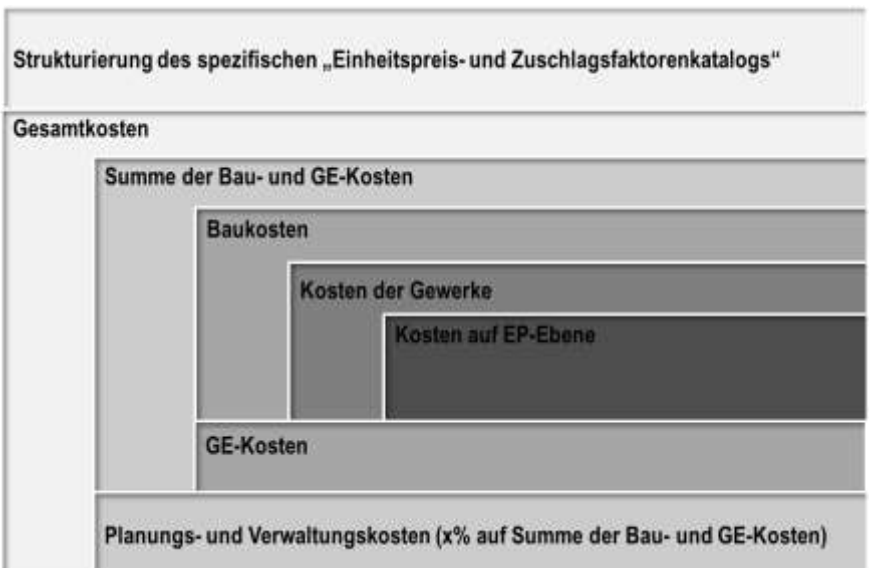 Strukturierung des spezifischen „Einheitspreis- und Zuschlagsfaktorenkatalogs“
Gesamtkosten
Summe der Bau- und GE-Kosten
Baukosten
Kosten der Gewerke
Kosten auf EP-Ebene
GE-Kosten
Planungs- und Verwaltungskosten (x% auf Summe der Bau- und GE-Kosten)